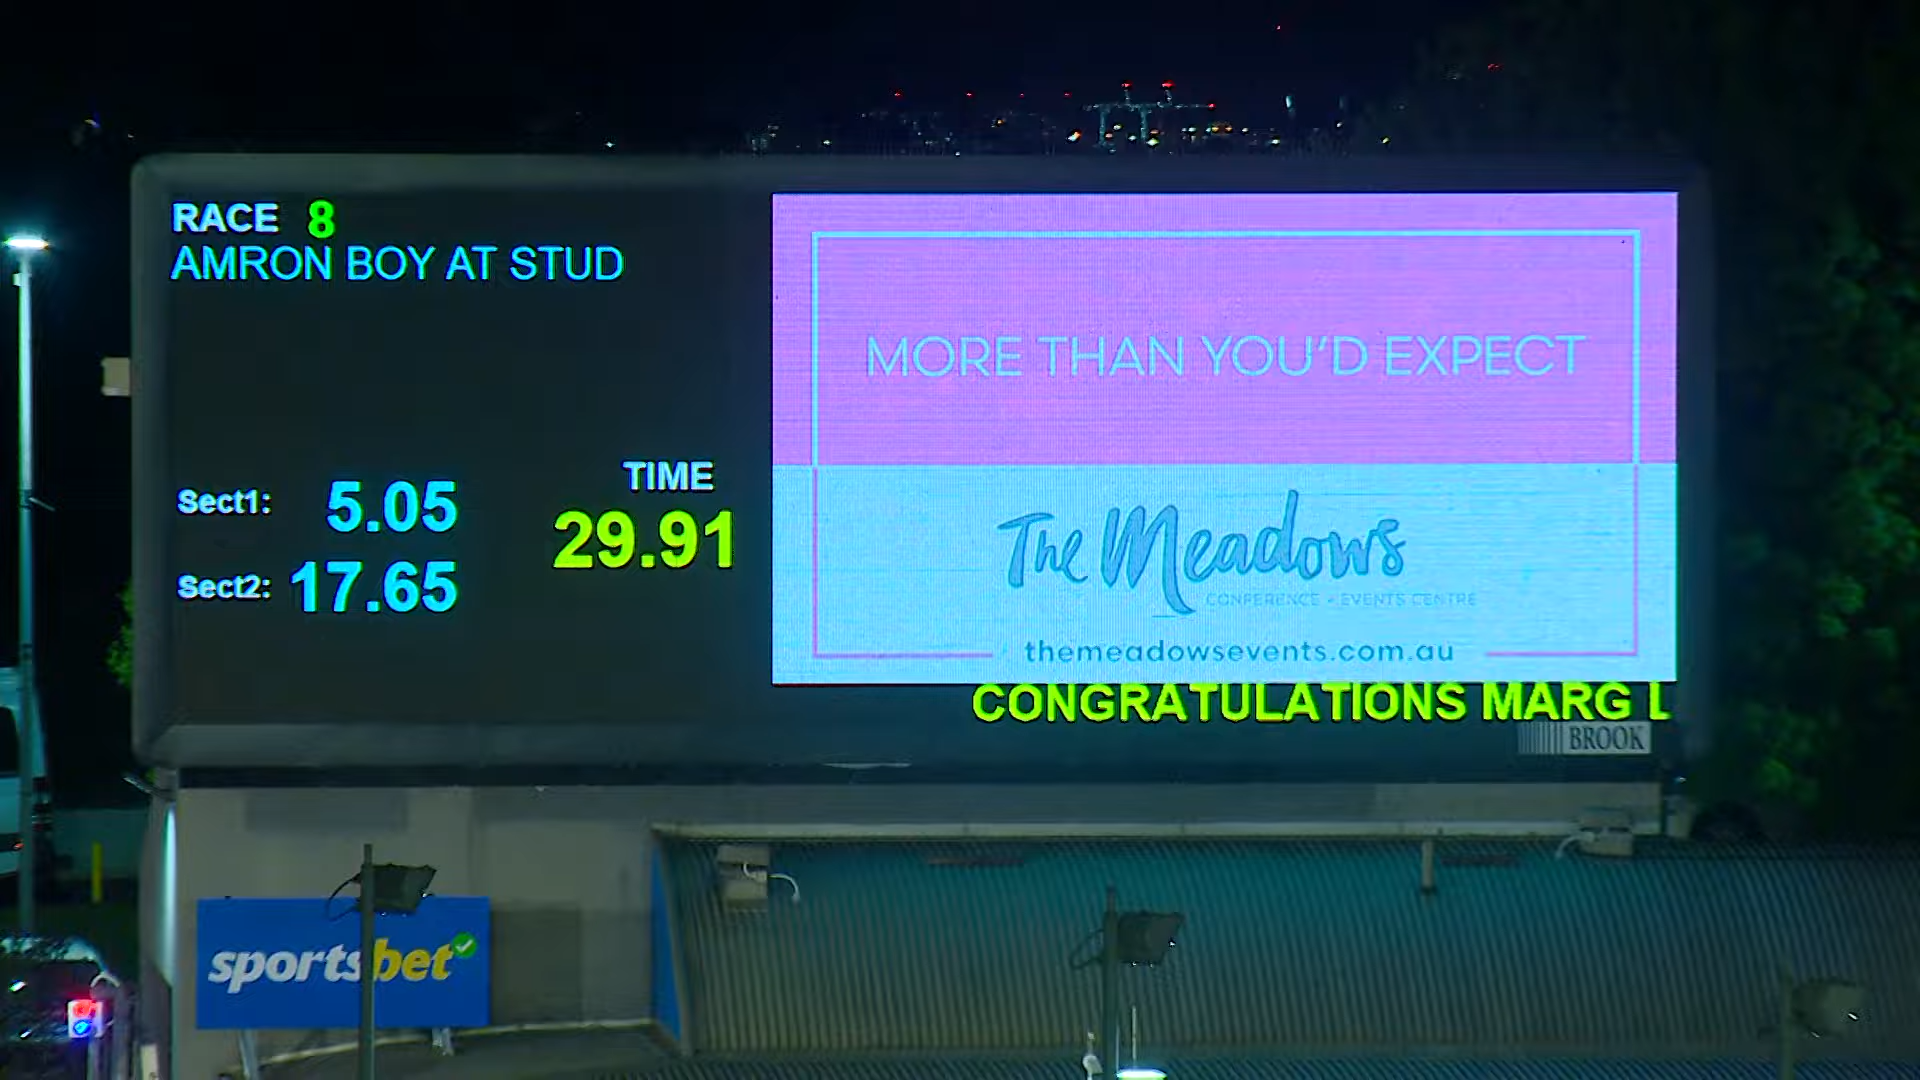 RACE 8
AMRON BOY AT STUD
Sect1: 5.05
Sect2: 17.65
TIME
29.91
MORE THAN YOU'D EXPECT
The Meadows
CONFERENCE + EVENTS CENTRE
themeadowsevents.com.au
CONGRATULATIONS MARG
BROOK
sportsbet